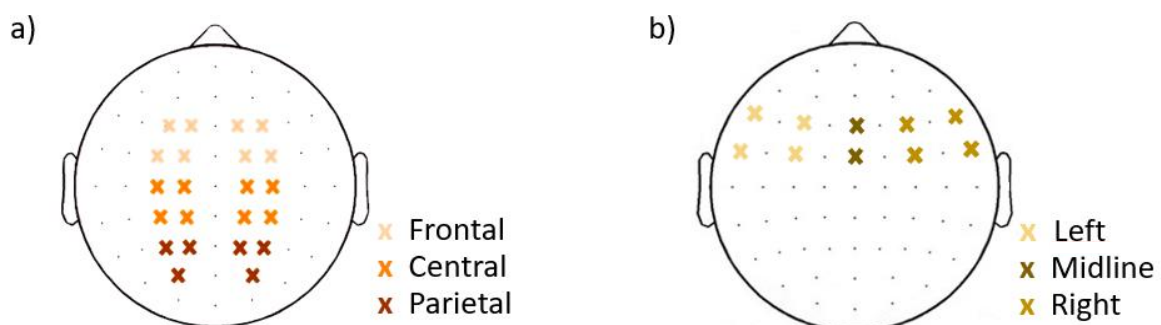 a)
x Frontal
x Central
x Parietal
b)
x Left
x Midline
x Right